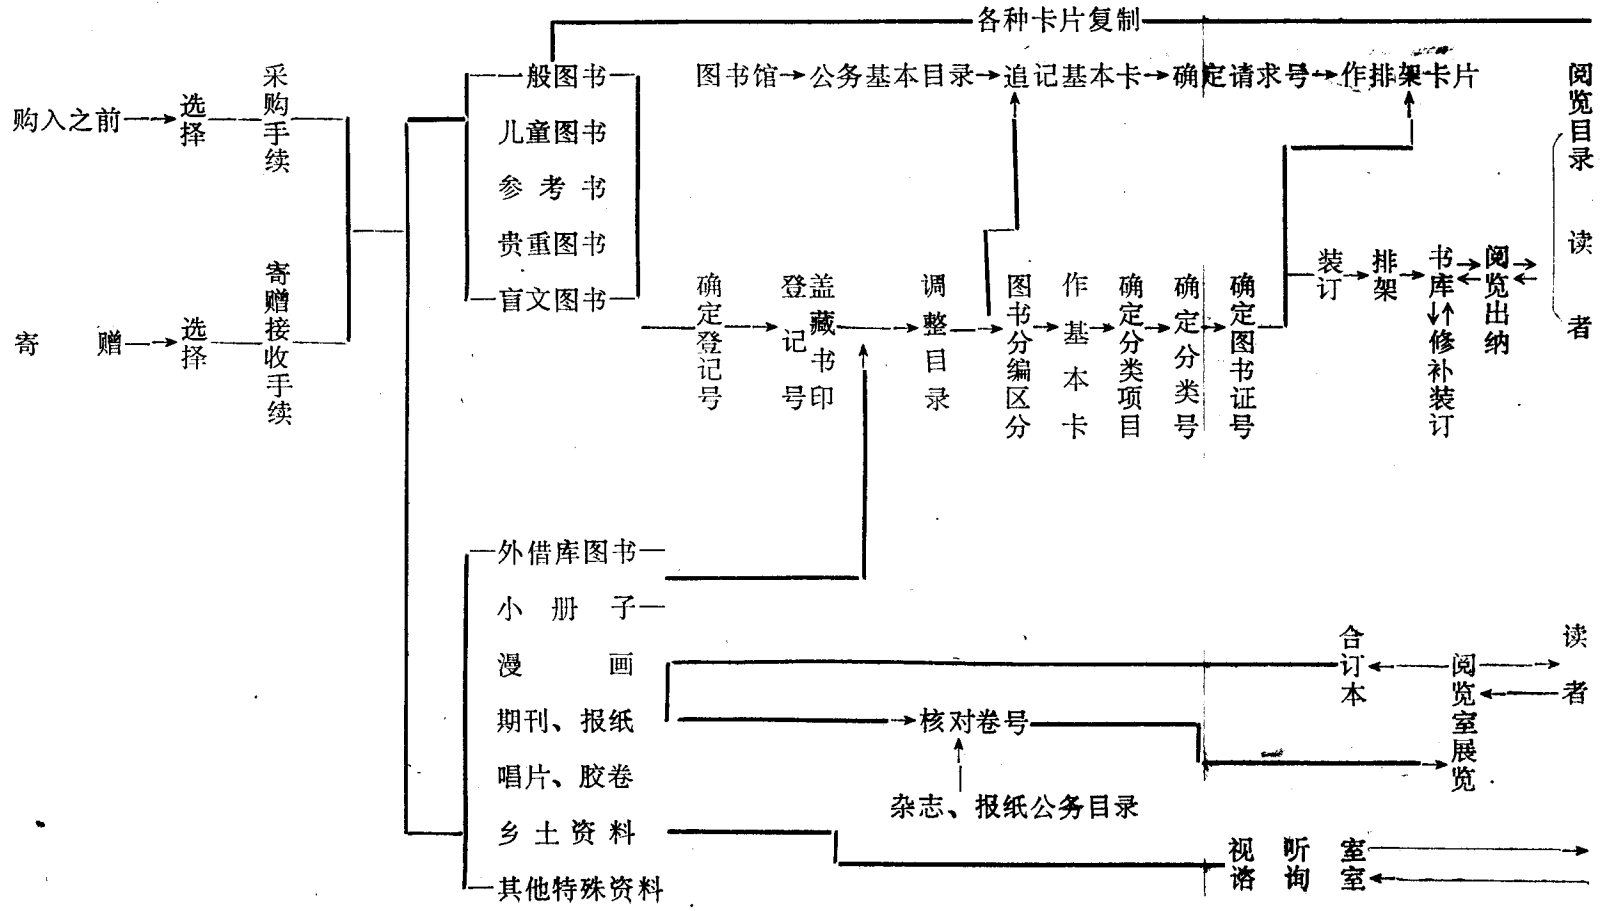 各种卡片复制
购入之前
选择
采购手续
寄赠
选择
寄赠接收手续
一般图书
儿童图书
参考书
贵重图书
盲文图书
图书馆
公务基本目录
追记基本卡
确定请求号
作排架卡片
确定登记号
登记号
盖藏书印
调整目录
图书分编区分
作基本卡
确定分类项目
确定分类号
确定图书证号
装订
排架
书库
修补装订
阅览出纳
阅览目录
读者
外借库图书
小册子
漫画
期刊、报纸
唱片、胶卷
乡土资料
其他特殊资料
核对卷号
杂志、报纸公务目录
合订本
阅览室展览
读者
视听室
谘询室